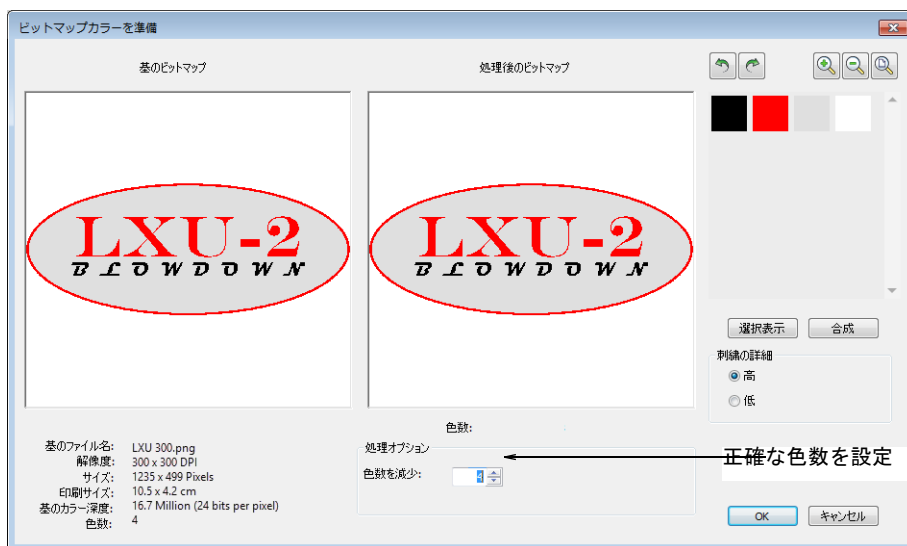 ビットマップカラーを準備
基のビットマップ
処理後のビットマップ
LXU-2
BLOWDOWN
LXU-2
BLOWDOWN
選択表示
合成
刺繍の詳細
高
低
色数:
処理オプション
色数を減少: 4
正確な色数を設定
基のファイル名: LXU 300.png
解像度: 300 x 300 DPI
サイズ: 1235 x 499 Pixels
印刷サイズ: 10.5 x 4.2 cm
基のカラー深度: 16.7 Million (24 bits per pixel)
色数: 4
OK
キャンセル